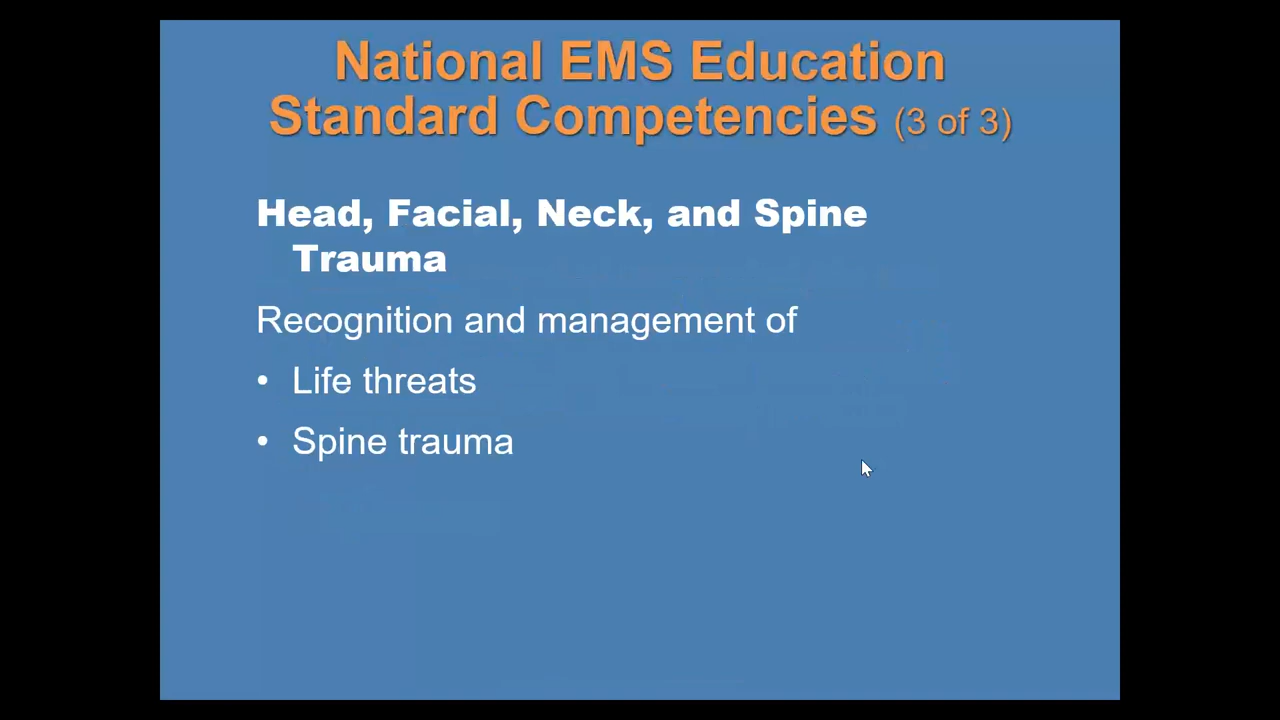 National EMS Education
Standard Competencies (3 of 3)
Head, Facial, Neck, and Spine
Trauma
Recognition and management of
• Life threats
• Spine trauma